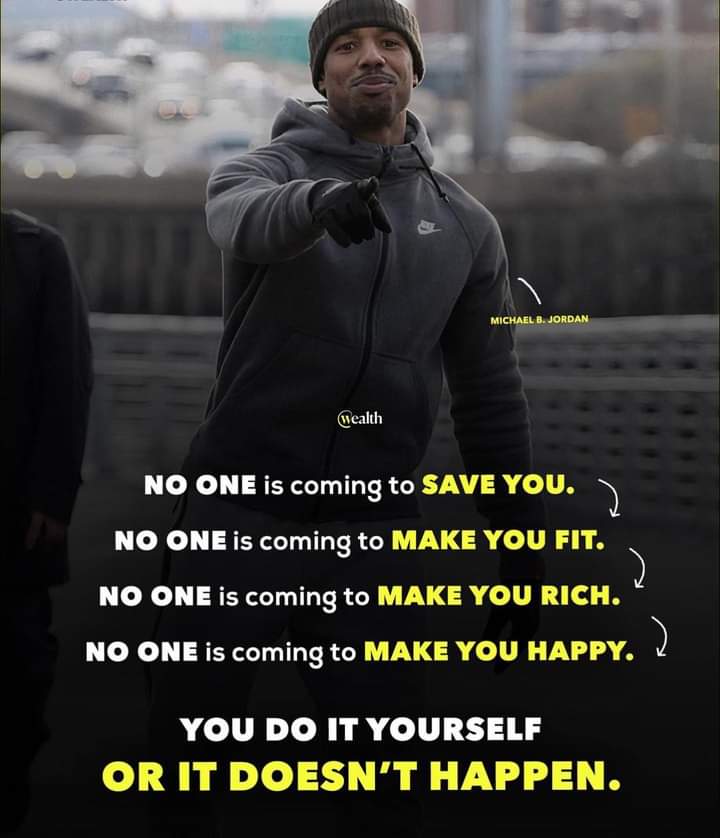 MICHAEL B. JORDAN
@wealth
NO ONE is coming to SAVE YOU.
NO ONE is coming to MAKE YOU FIT.
NO ONE is coming to MAKE YOU RICH.
NO ONE is coming to MAKE YOU HAPPY.
YOU DO IT YOURSELF
OR IT DOESN'T HAPPEN.